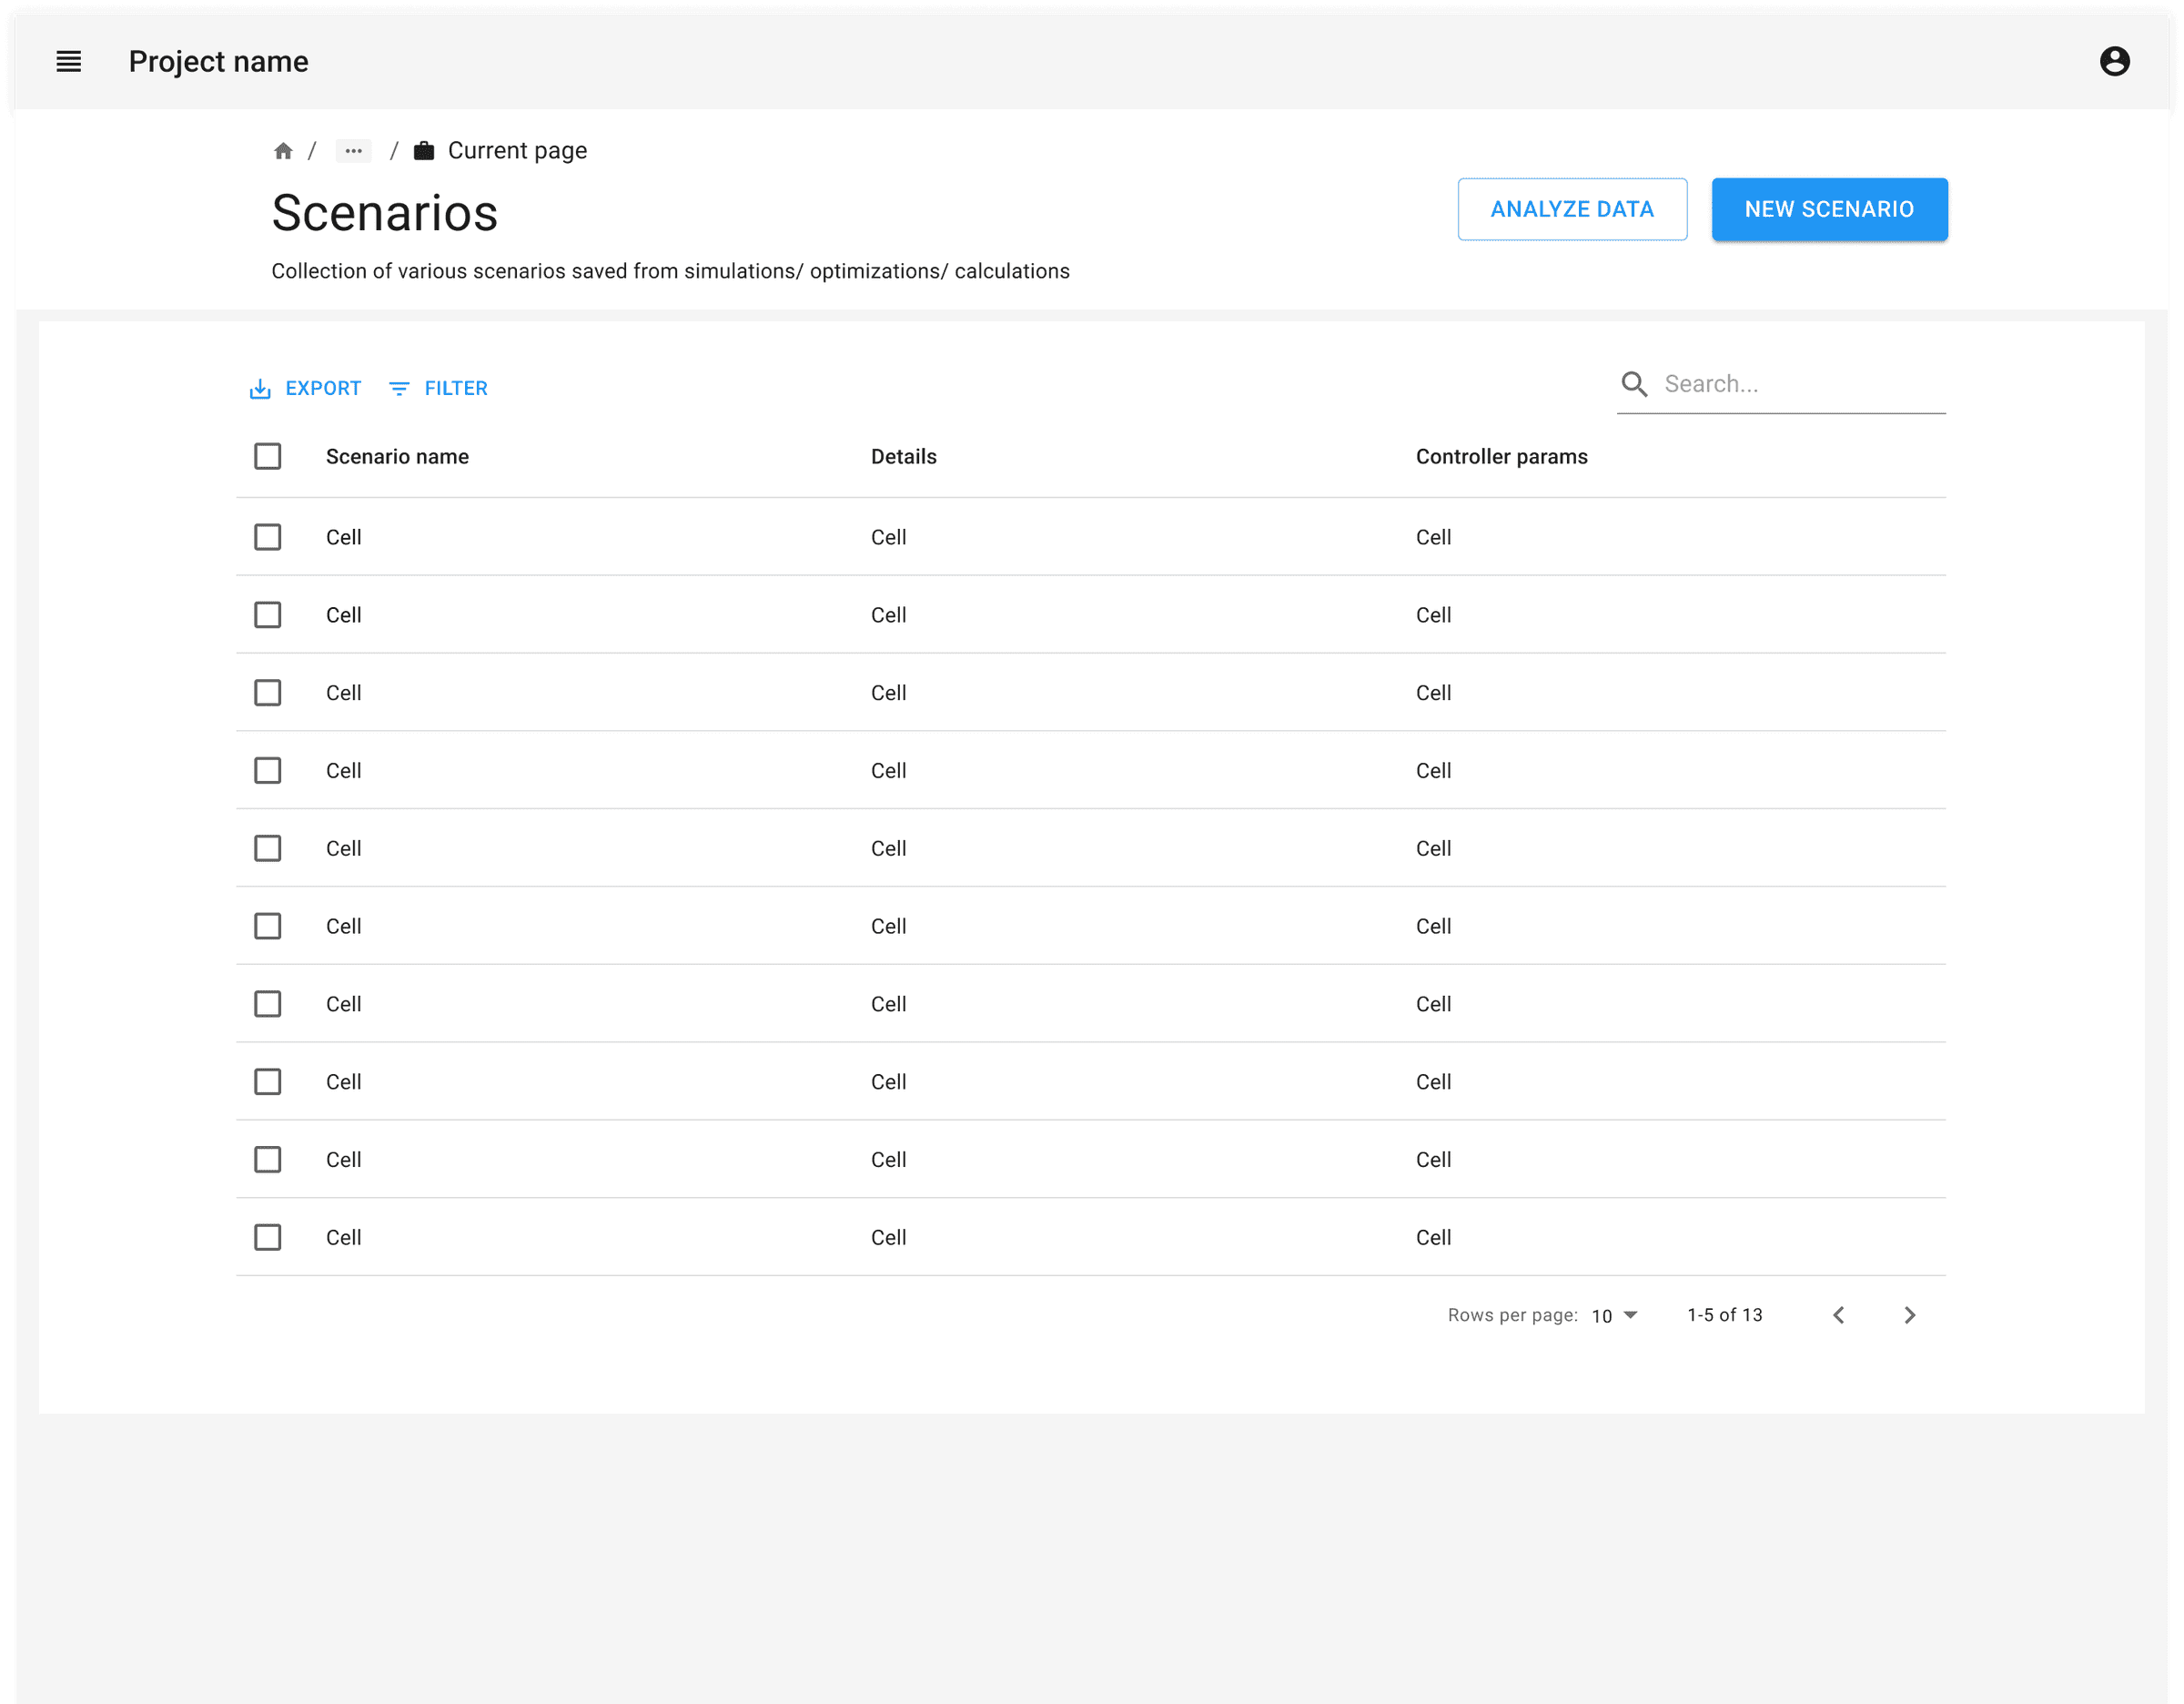 Project name
/ ... / Current page
Scenarios
ANALYZE DATA NEW SCENARIO
Collection of various scenarios saved from simulations/ optimizations/ calculations
EXPORT FILTER Search...
Scenario name Details Controller params
Cell Cell Cell
Cell Cell Cell
Cell Cell Cell
Cell Cell Cell
Cell Cell Cell
Cell Cell Cell
Cell Cell Cell
Cell Cell Cell
Cell Cell Cell
Cell Cell Cell
Rows per page: 10 1-5 of 13